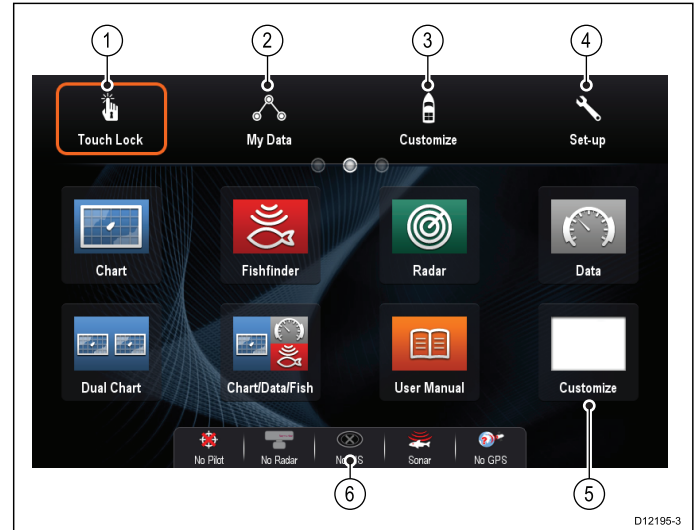 1 2 3 4
Touch Lock My Data Customize Set-up
Chart Fishfinder Radar Data
Dual Chart Chart/Data/Fish User Manual Customize
No Pilot No Radar Sonar No GPS
6 5
D12195-3